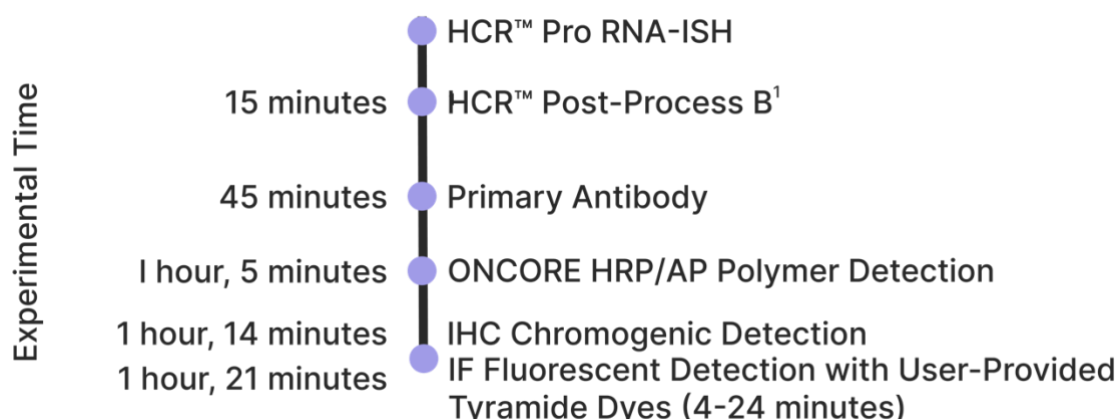 Experimental Time
HCR™ Pro RNA-ISH
15 minutes HCR™ Post-Process B¹
45 minutes Primary Antibody
I hour, 5 minutes ONCORE HRP/AP Polymer Detection
1 hour, 14 minutes IHC Chromogenic Detection
1 hour, 21 minutes IF Fluorescent Detection with User-Provided
Tyramide Dyes (4-24 minutes)